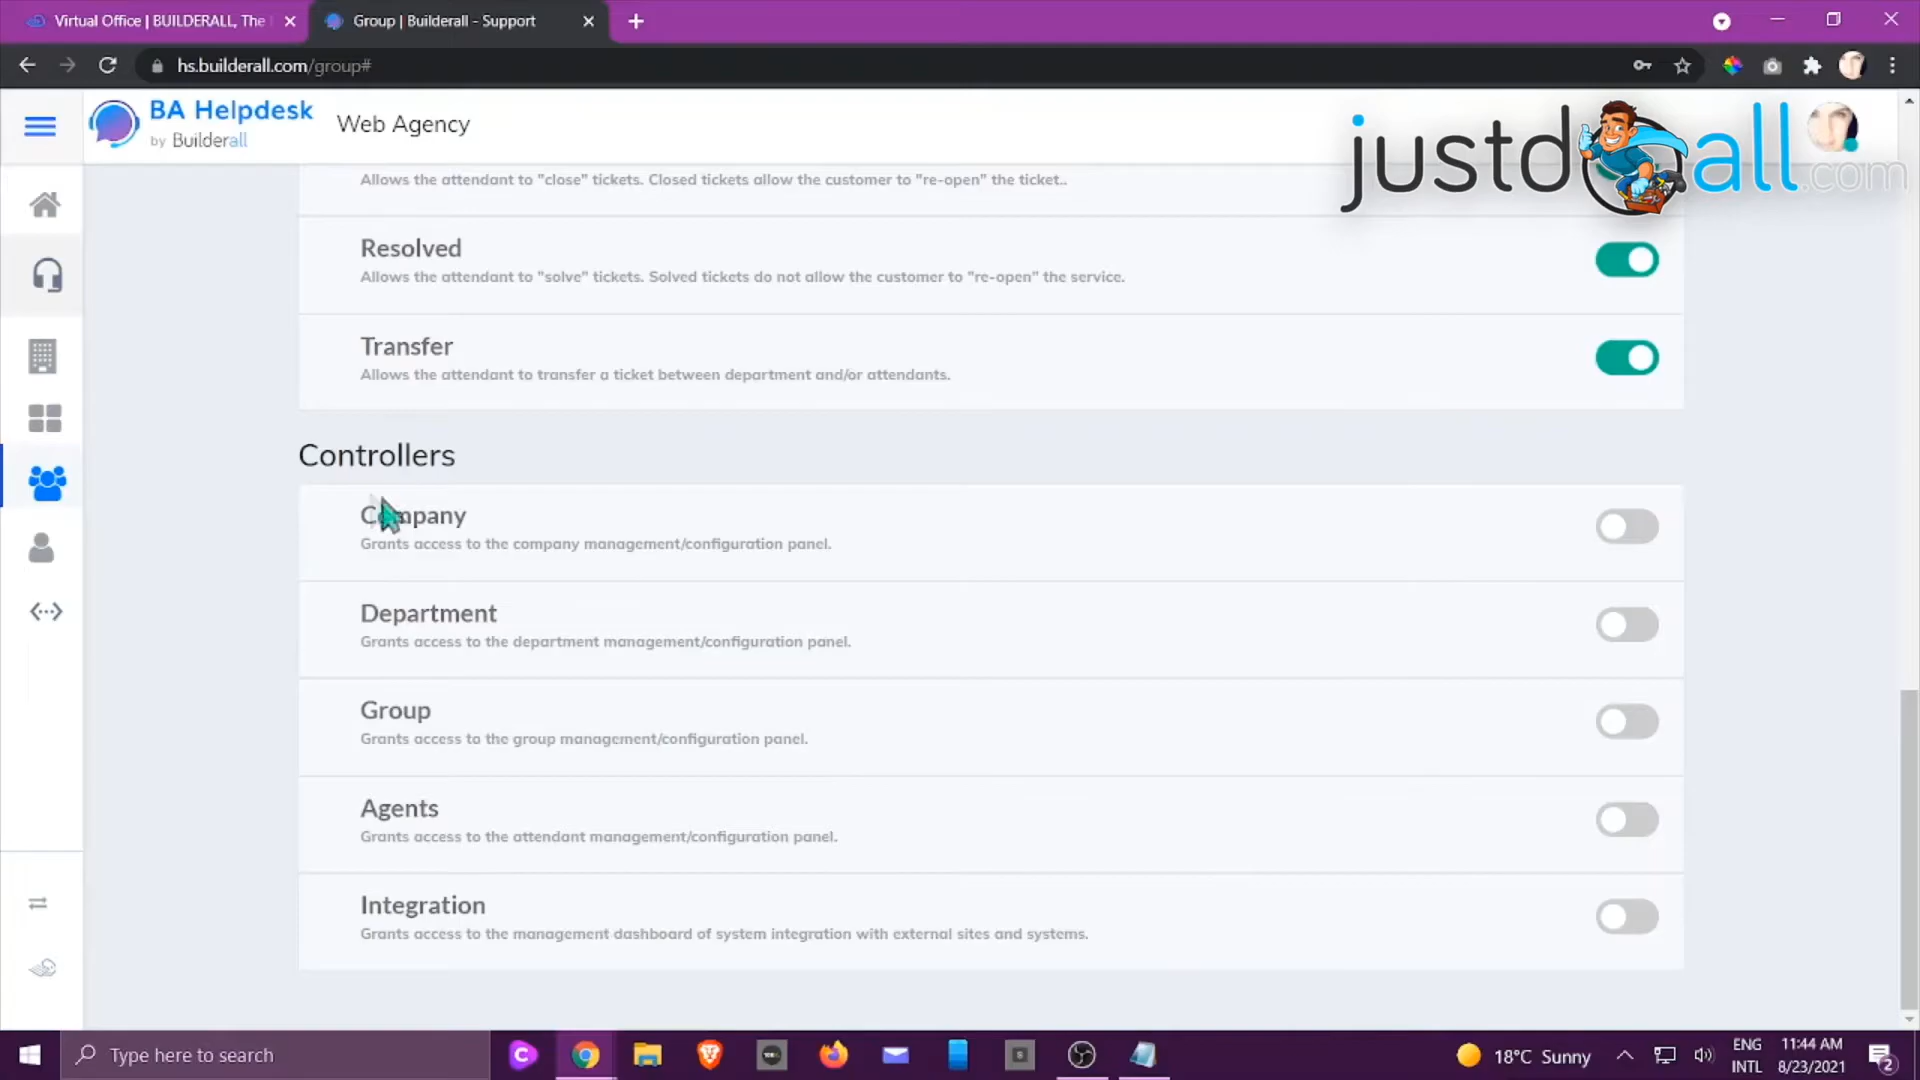 Virtual Office | BUILDERALL, The
Group | Builderall - Support
hs.builderall.com/group#
BA Helpdesk
by Builderall
Web Agency
justdoall.com
Allows the attendant to "close" tickets. Closed tickets allow the customer to "re-open" the ticket..
Resolved
Allows the attendant to "solve" tickets. Solved tickets do not allow the customer to "re-open" the service.
Transfer
Allows the attendant to transfer a ticket between department and/or attendants.
Controllers
Company
Grants access to the company management/configuration panel.
Department
Grants access to the department management/configuration panel.
Group
Grants access to the group management/configuration panel.
Agents
Grants access to the attendant management/configuration panel.
Integration
Grants access to the management dashboard of system integration with external sites and systems.
Type here to search
18°C Sunny
ENG
INTL
11:44 AM
8/23/2021
2